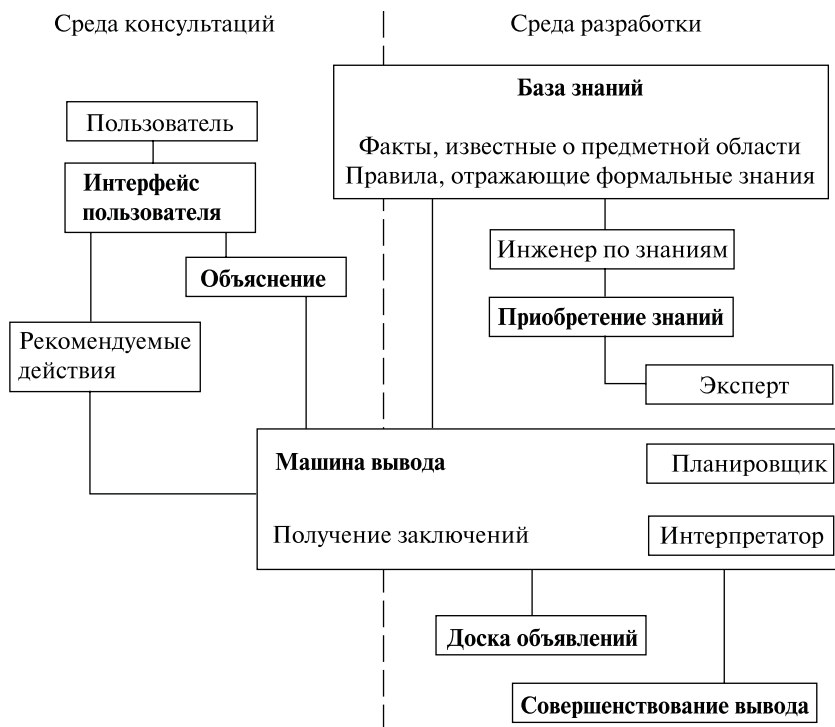 Среда консультаций
Среда разработки
База знаний
Факты, известные о предметной области
Правила, отражающие формальные знания
Пользователь
Интерфейс
пользователя
Объяснение
Рекомендуемые
действия
Инженер по знаниям
Приобретение знаний
Эксперт
Машина вывода
Планировщик
Получение заключений
Интерпретатор
Доска объявлений
Совершенствование вывода